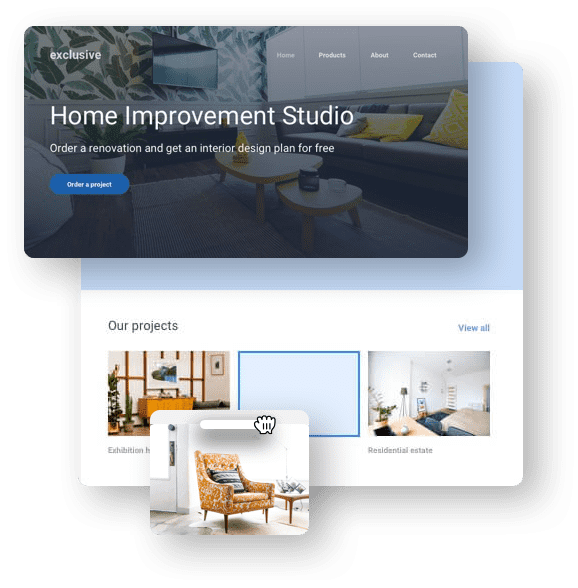 exclusive
Home Products About Contact
Home Improvement Studio
Order a renovation and get an interior design plan for free
Order a project
Our projects
View all
Exhibition
Residential estate